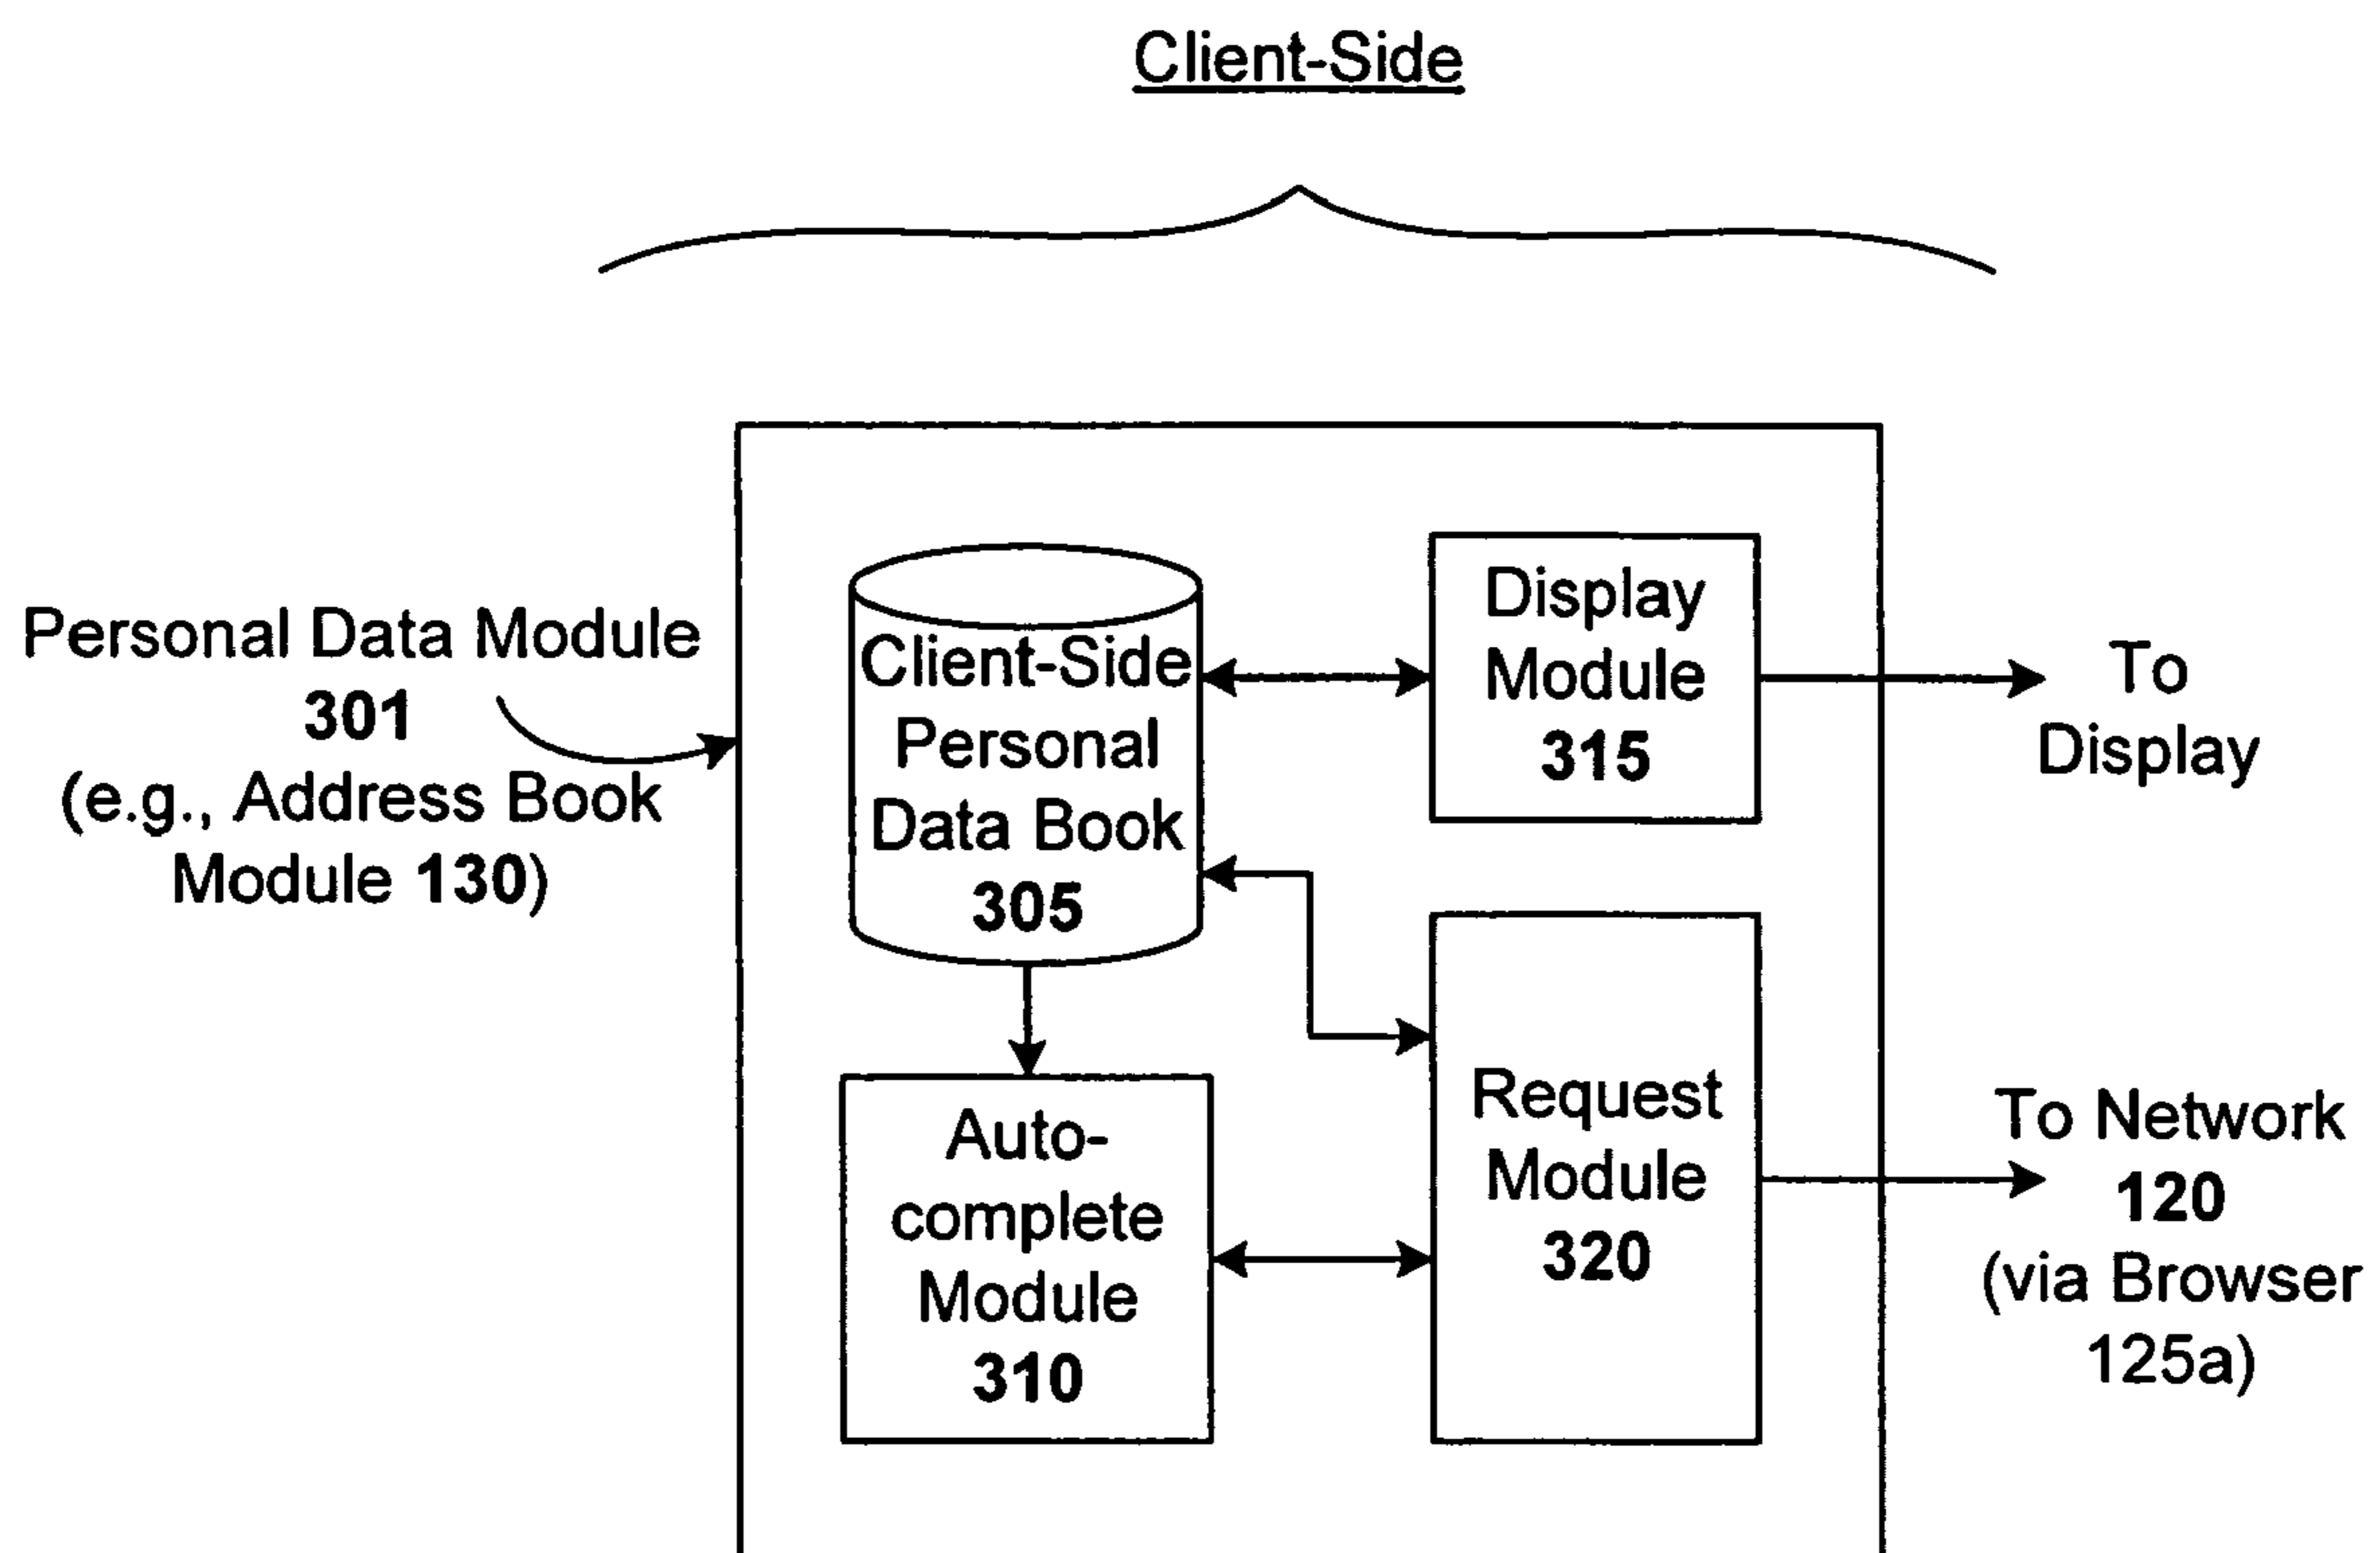 Client-Side
Personal Data Module
301
(e.g., Address Book
Module 130)
Client-Side
Personal
Data Book
305
Display
Module
315
To
Display
Auto-
complete
Module
310
Request
Module
320
To Network
120
(via Browser
125a)